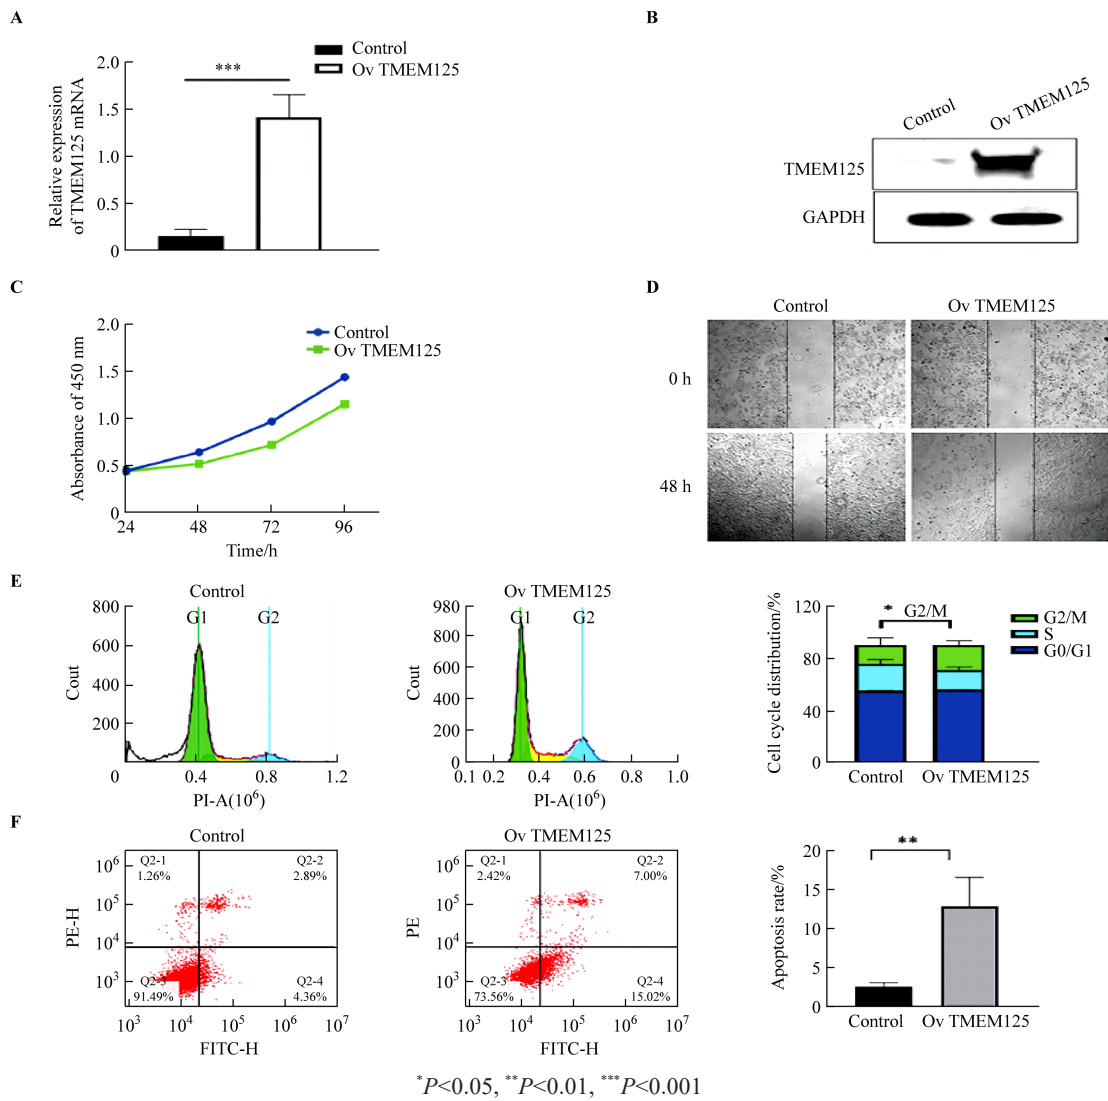 A
Control
Ov TMEM125
***
Relative expression
of TMEM125 mRNA
2.0
1.5
1.0
0.5
0
B
Control
Ov TMEM125
TMEM125
GAPDH
C
Control
Ov TMEM125
Absorbance of 450 nm
2.0
1.5
1.0
0.5
0
24 48 72 96
Time/h
D
Control Ov TMEM125
0 h
48 h
E
Control
G1 G2
Cout
800
600
400
200
0 0.4 0.8 1.2
PI-A(10⁶)
Ov TMEM125
G1 G2
Cout
980
800
600
400
200
0
0.1 0.2 0.4 0.6 0.8 1.0
PI-A(10⁶)
Cell cycle distribution/%
120
80
40
0
* G2/M
G2/M
S
G0/G1
Control Ov TMEM125
F
Control
PE-H
10⁶
10⁵
10⁴
10³
Q2-1 Q2-2
1.26% 2.89%
Q2-3 Q2-4
91.49% 4.36%
10³ 10⁴ 10⁵ 10⁶ 10⁷
FITC-H
Ov TMEM125
PE
10⁶
10⁵
10⁴
10³
Q2-1 Q2-2
2.42% 7.00%
Q2-3 Q2-4
73.56% 15.02%
10³ 10⁴ 10⁵ 10⁶ 10⁷
FITC-H
Apoptosis rate/%
20
15
10
5
0
**
Control Ov TMEM125
*P<0.05, **P<0.01, ***P<0.001